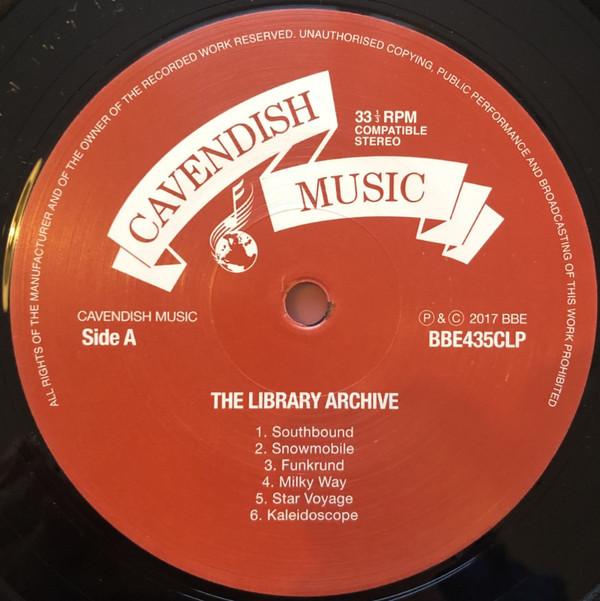 ALL RIGHTS OF THE MANUFACTURER AND OF THE OWNER OF THE RECORDED WORK RESERVED. UNAUTHORISED COPYING, PUBLIC PERFORMANCE AND BROADCASTING OF THIS WORK PROHIBITED
CAVENDISH
MUSIC
33 1/3 RPM
COMPATIBLE
STEREO
CAVENDISH MUSIC
Side A
Ⓟ & © 2017 BBE
BBE435CLP
THE LIBRARY ARCHIVE
1. Southbound
2. Snowmobile
3. Funkrund
4. Milky Way
5. Star Voyage
6. Kaleidoscope